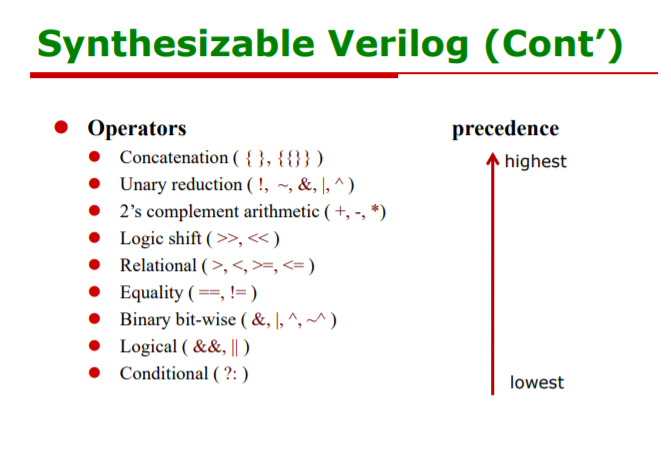 Synthesizable Verilog (Cont’)
Operators
precedence
Concatenation ( { }, {{}} )
highest
Unary reduction ( !, ~, &, |, ^ )
2’s complement arithmetic ( +, -, *)
Logic shift ( >>, << )
Relational ( >, <, >=, <= )
Equality ( ==, != )
Binary bit-wise ( &, |, ^, ~^ )
Logical ( &&, || )
Conditional ( ?: )
lowest